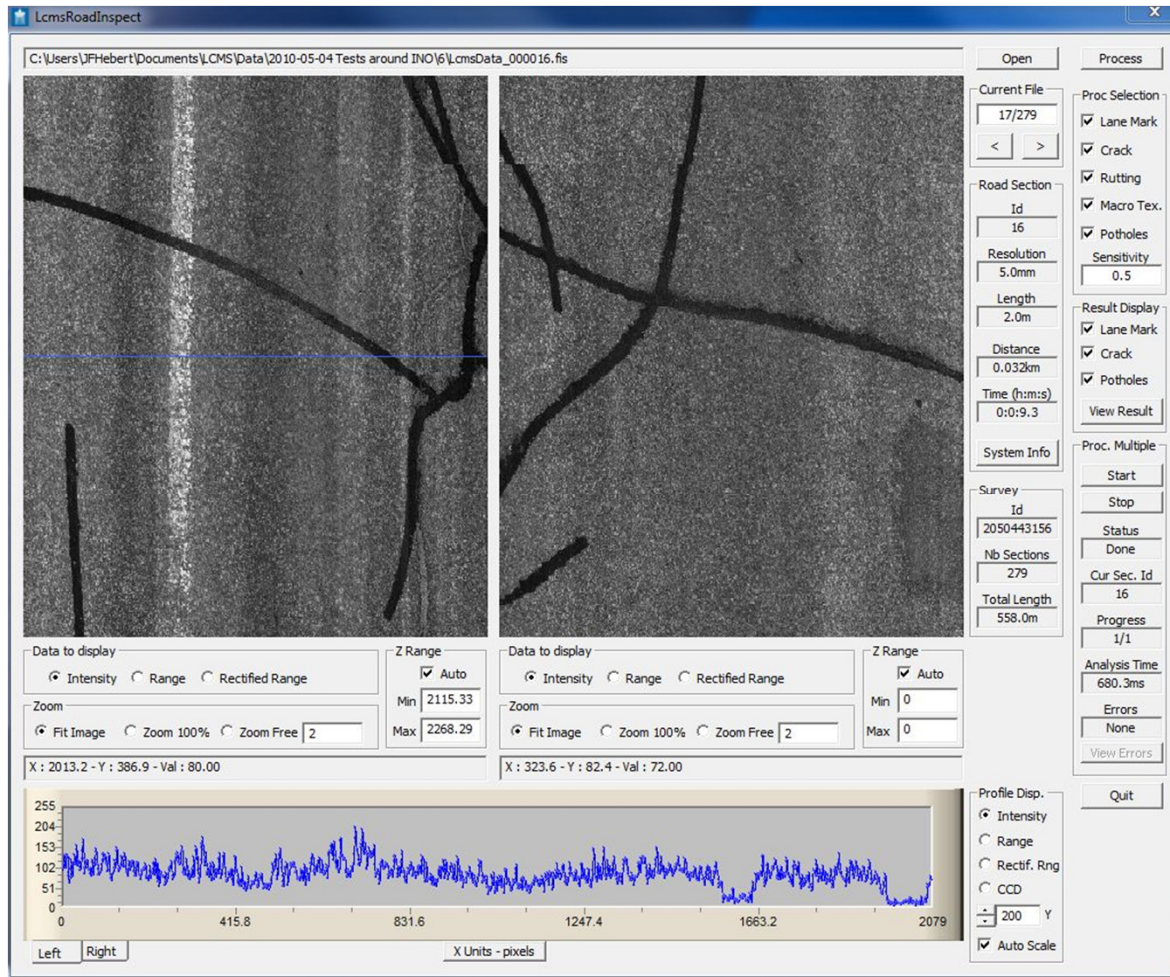 LcmsRoadInspect
X
C:\Users\JFHebert\Documents\LCMS\Data\2010-05-04 Tests around INO\6\LcmsData_000016.fis
Open
Process
Current File
17/279
< >
Road Section
Id
16
Resolution
5.0mm
Length
2.0m
Distance
0.032km
Time (h:m:s)
0:0:9.3
System Info
Survey
Id
2050443156
Nb Sections
279
Total Length
558.0m
Proc Selection
Lane Mark
Crack
Rutting
Macro Tex.
Potholes
Sensitivity
0.5
Result Display
Lane Mark
Crack
Potholes
View Result
Proc. Multiple
Start
Stop
Status
Done
Cur Sec. Id
16
Progress
1/1
Analysis Time
680.3ms
Errors
None
View Errors
Quit
Data to display
Intensity Range Rectified Range
Zoom
Fit Image Zoom 100% Zoom Free 2
Z Range
Auto
Min 2115.33
Max 2268.29
X : 2013.2 - Y : 386.9 - Val : 80.00
Data to display
Intensity Range Rectified Range
Zoom
Fit Image Zoom 100% Zoom Free 2
Z Range
Auto
Min 0
Max 0
X : 323.6 - Y : 82.4 - Val : 72.00
255
204
153
102
51
0
0 415.8 831.6 1247.4 1663.2 2079
Left Right X Units - pixels
Profile Disp.
Intensity
Range
Rectif. Rng
CCD
200 Y
Auto Scale